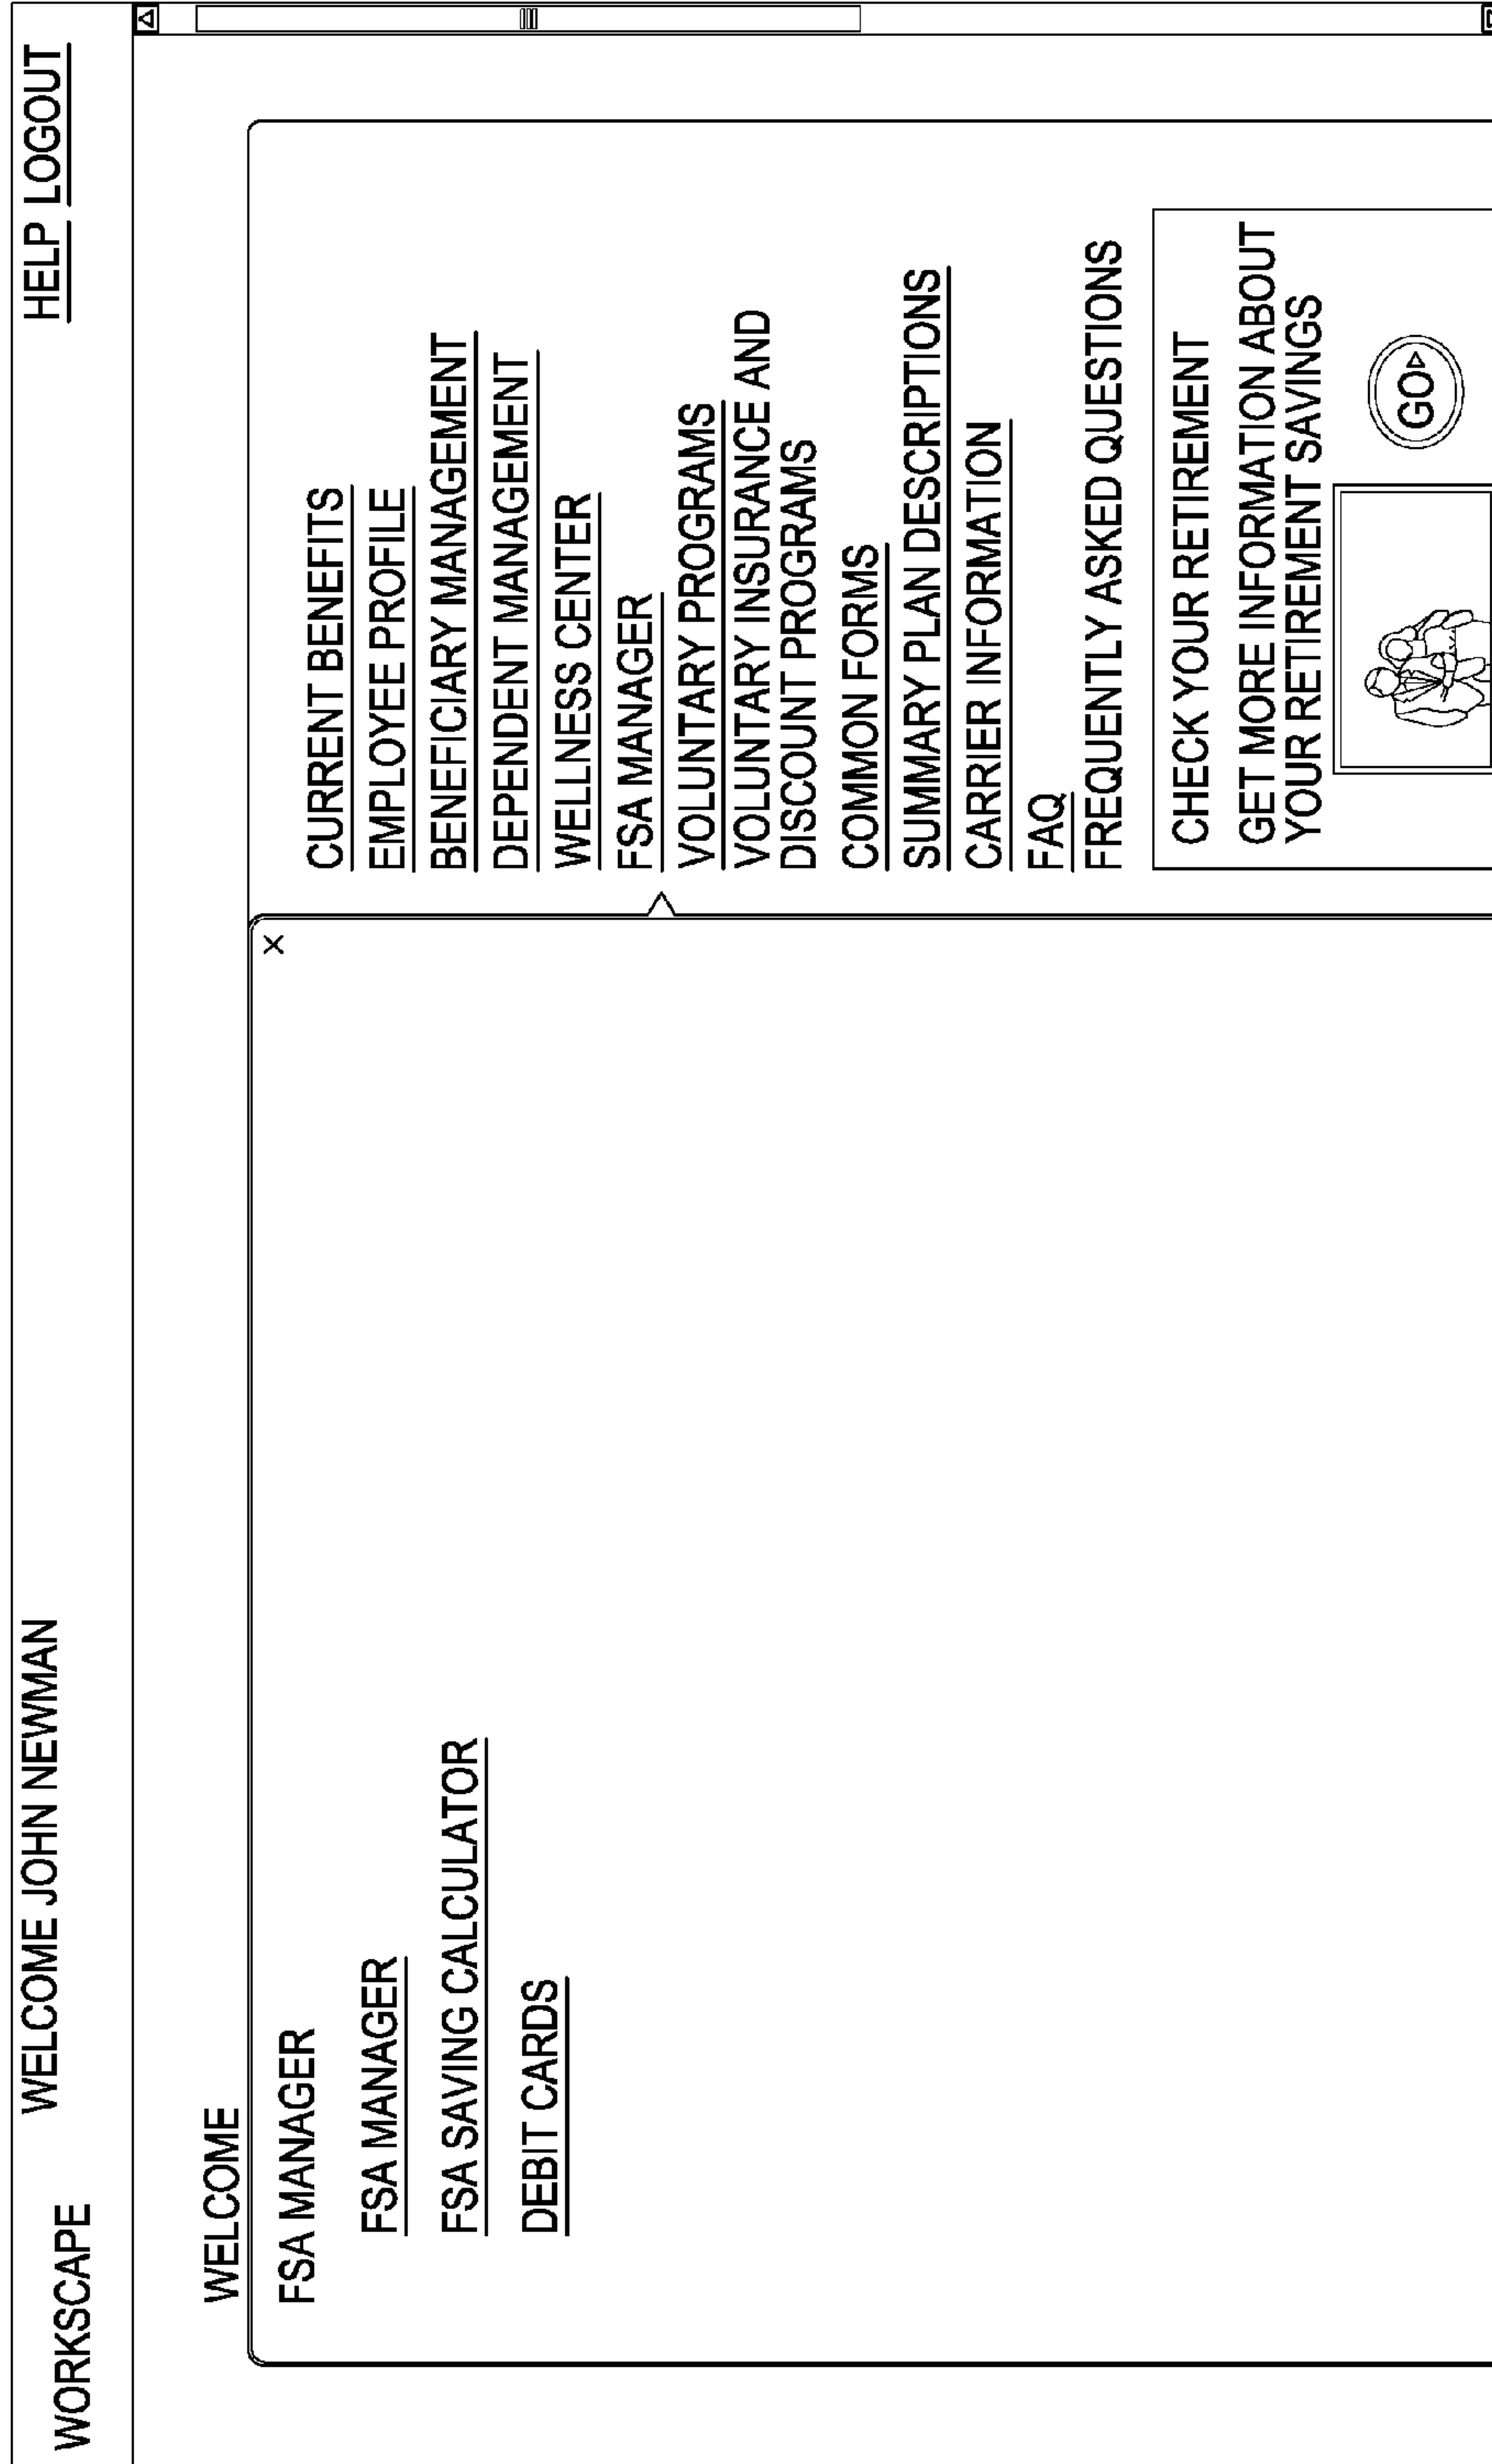 WORKSCAPE
WELCOME JOHN NEWMAN
HELP LOGOUT
WELCOME
FSA MANAGER
FSA MANAGER
FSA SAVING CALCULATOR
DEBIT CARDS
X
CURRENT BENEFITS
EMPLOYEE PROFILE
BENEFICIARY MANAGEMENT
DEPENDENT MANAGEMENT
WELLNESS CENTER
FSA MANAGER
VOLUNTARY PROGRAMS
VOLUNTARY INSURANCE AND
DISCOUNT PROGRAMS
COMMON FORMS
SUMMARY PLAN DESCRIPTIONS
CARRIER INFORMATION
FAQ
FREQUENTLY ASKED QUESTIONS
CHECK YOUR RETIREMENT
GET MORE INFORMATION ABOUT
YOUR RETIREMENT SAVINGS
GO